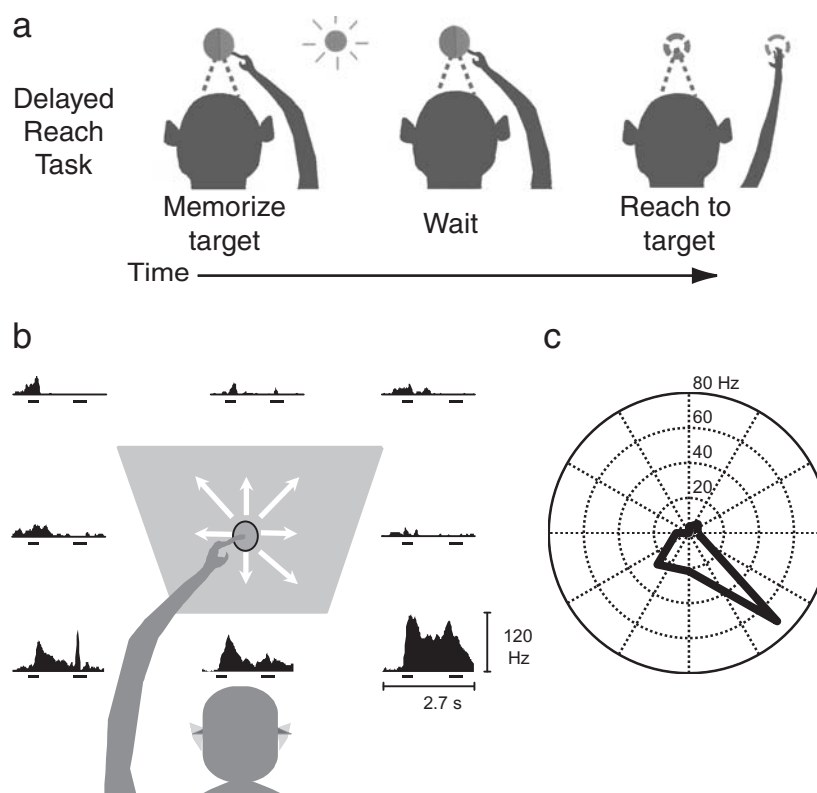 a
Delayed
Reach
Task
Memorize
target
Wait
Reach to
target
Time
b
120
Hz
2.7 s
c
80 Hz
60
40
20